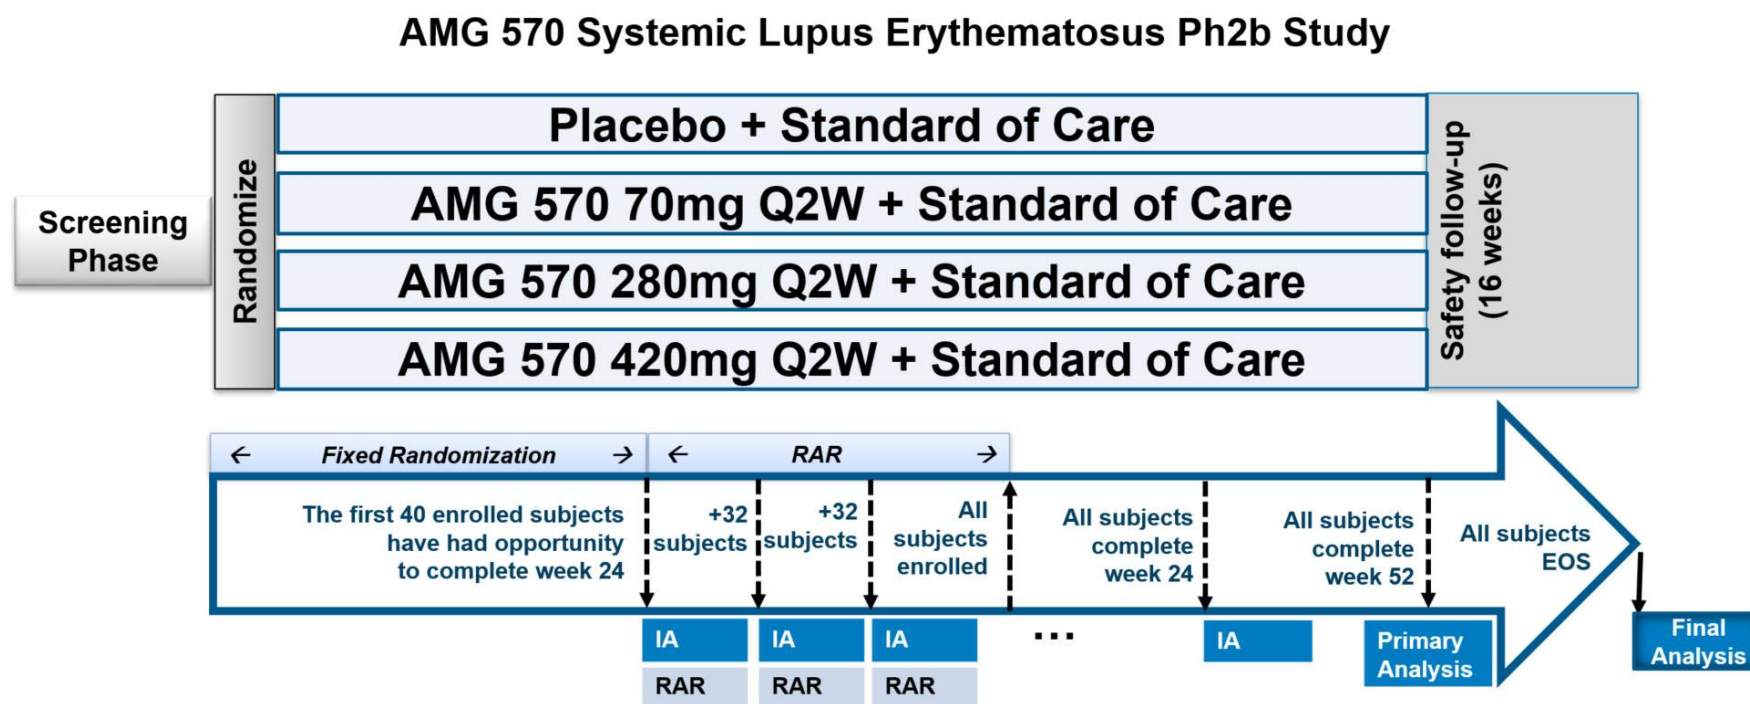 AMG 570 Systemic Lupus Erythematosus Ph2b Study
Screening
Phase
Randomize
Placebo + Standard of Care
AMG 570 70mg Q2W + Standard of Care
AMG 570 280mg Q2W + Standard of Care
AMG 570 420mg Q2W + Standard of Care
Safety follow-up
(16 weeks)
← Fixed Randomization →
← RAR →
The first 40 enrolled subjects
have had opportunity
to complete week 24
+32
subjects
+32
subjects
All
subjects
enrolled
All subjects
complete
week 24
All subjects
complete
week 52
All subjects
EOS
IA
RAR
IA
RAR
IA
RAR
...
IA
Primary
Analysis
Final
Analysis